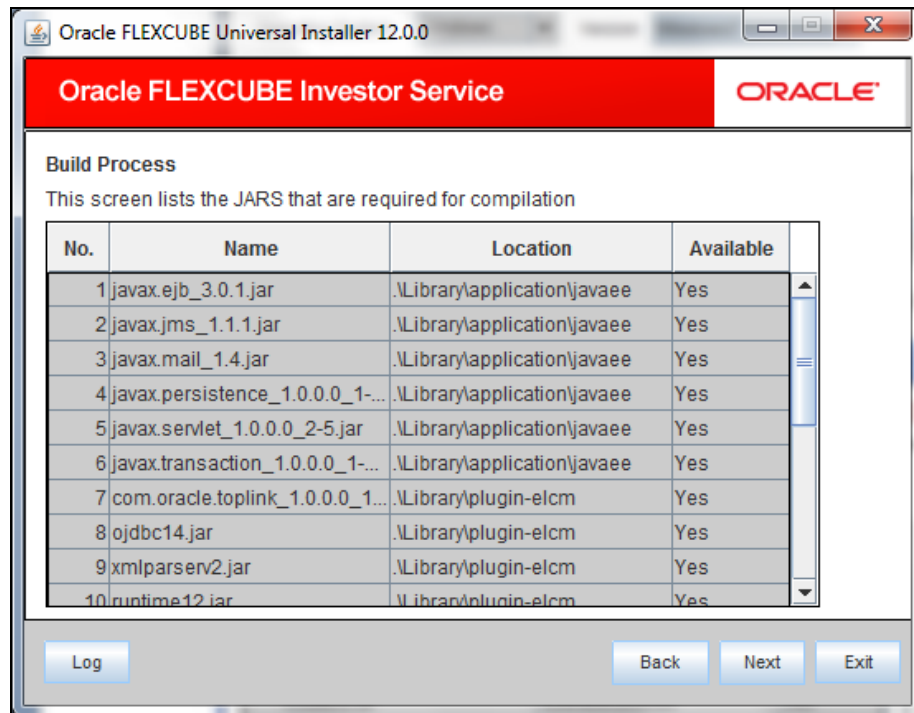 Oracle FLEXCUBE Universal Installer 12.0.0
Oracle FLEXCUBE Investor Service
ORACLE
Build Process
This screen lists the JARS that are required for compilation
No. Name Location Available
1 javax.ejb_3.0.1.jar .\Library\application\javaee Yes
2 javax.jms_1.1.1.jar .\Library\application\javaee Yes
3 javax.mail_1.4.jar .\Library\application\javaee Yes
4 javax.persistence_1.0.0.0_1-... .\Library\application\javaee Yes
5 javax.servlet_1.0.0.0_2-5.jar .\Library\application\javaee Yes
6 javax.transaction_1.0.0.0_1-... .\Library\application\javaee Yes
7 com.oracle.toplink_1.0.0.0_1... .\Library\plugin-elcm Yes
8 ojdbc14.jar .\Library\plugin-elcm Yes
9 xmlparserv2.jar .\Library\plugin-elcm Yes
10 runtime12.jar .\Library\plugin-elcm Yes
Log Back Next Exit